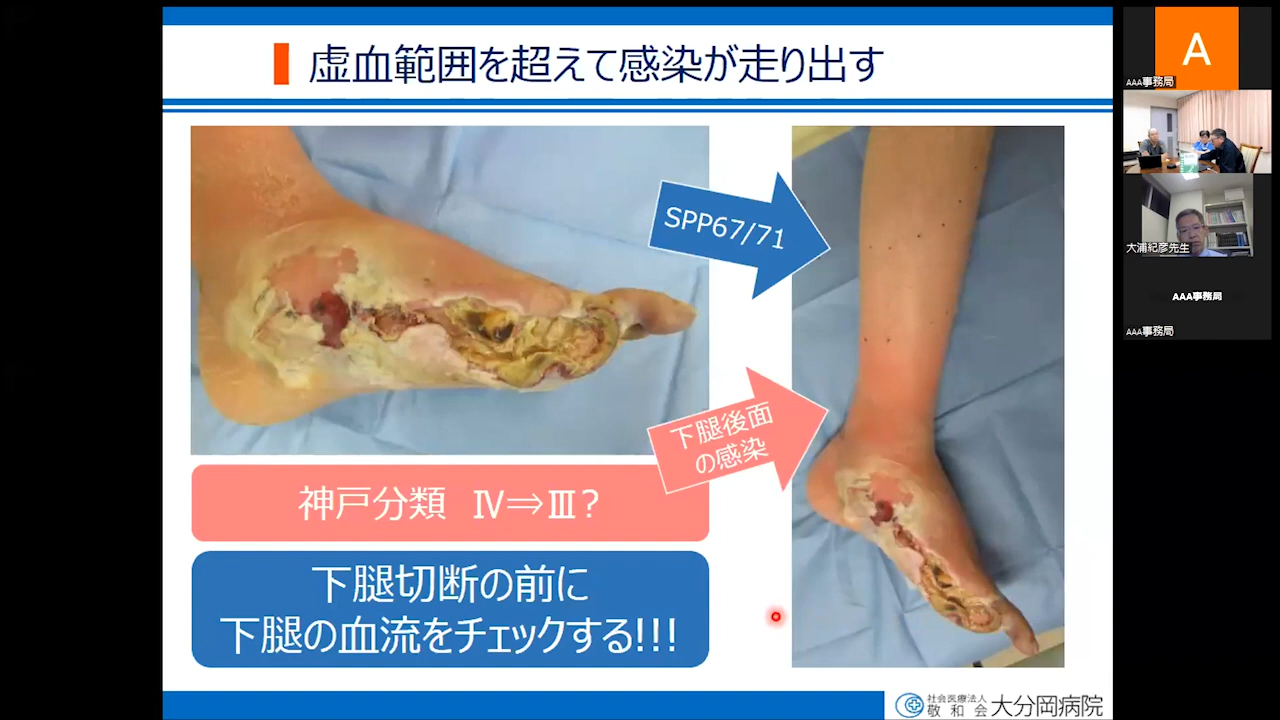 虚血範囲を超えて感染が走り出す
SPP67/71
下腿後面
の感染
神戸分類 Ⅳ⇒Ⅲ？
下腿切断の前に
下腿の血流をチェックする!!!
社会医療法人
敬和会
大分岡病院
A
AAA事務局
大浦紀彦先生
AAA事務局
AAA事務局